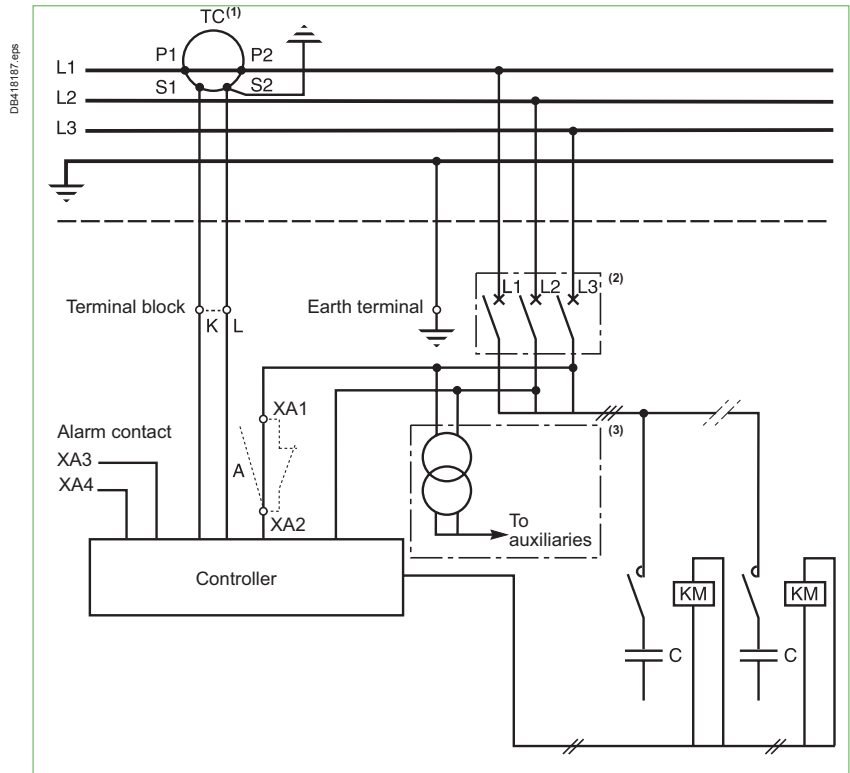 DB418187.eps
TC(1)
P1 P2
L1
S1 S2
L2
L3
(2)
L1 L2 L3
Terminal block
K L
Earth terminal
XA1
(3)
Alarm contact
XA3
A
XA4
XA2
To
auxiliaries
Controller
KM KM
C C